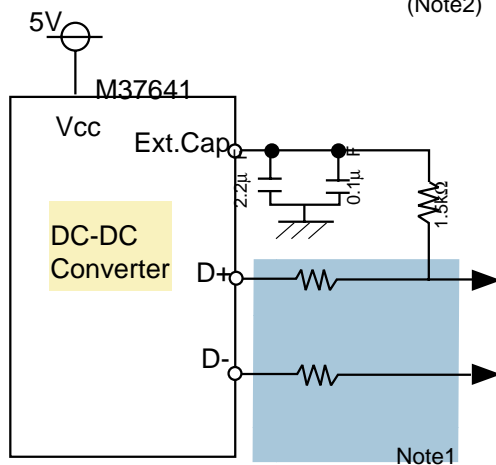 (Note2)
5V
M37641
Vcc
Ext.Cap
2.2μ F
0.1μ F
1.5kΩ
DC-DC
Converter
D+
D-
Note1